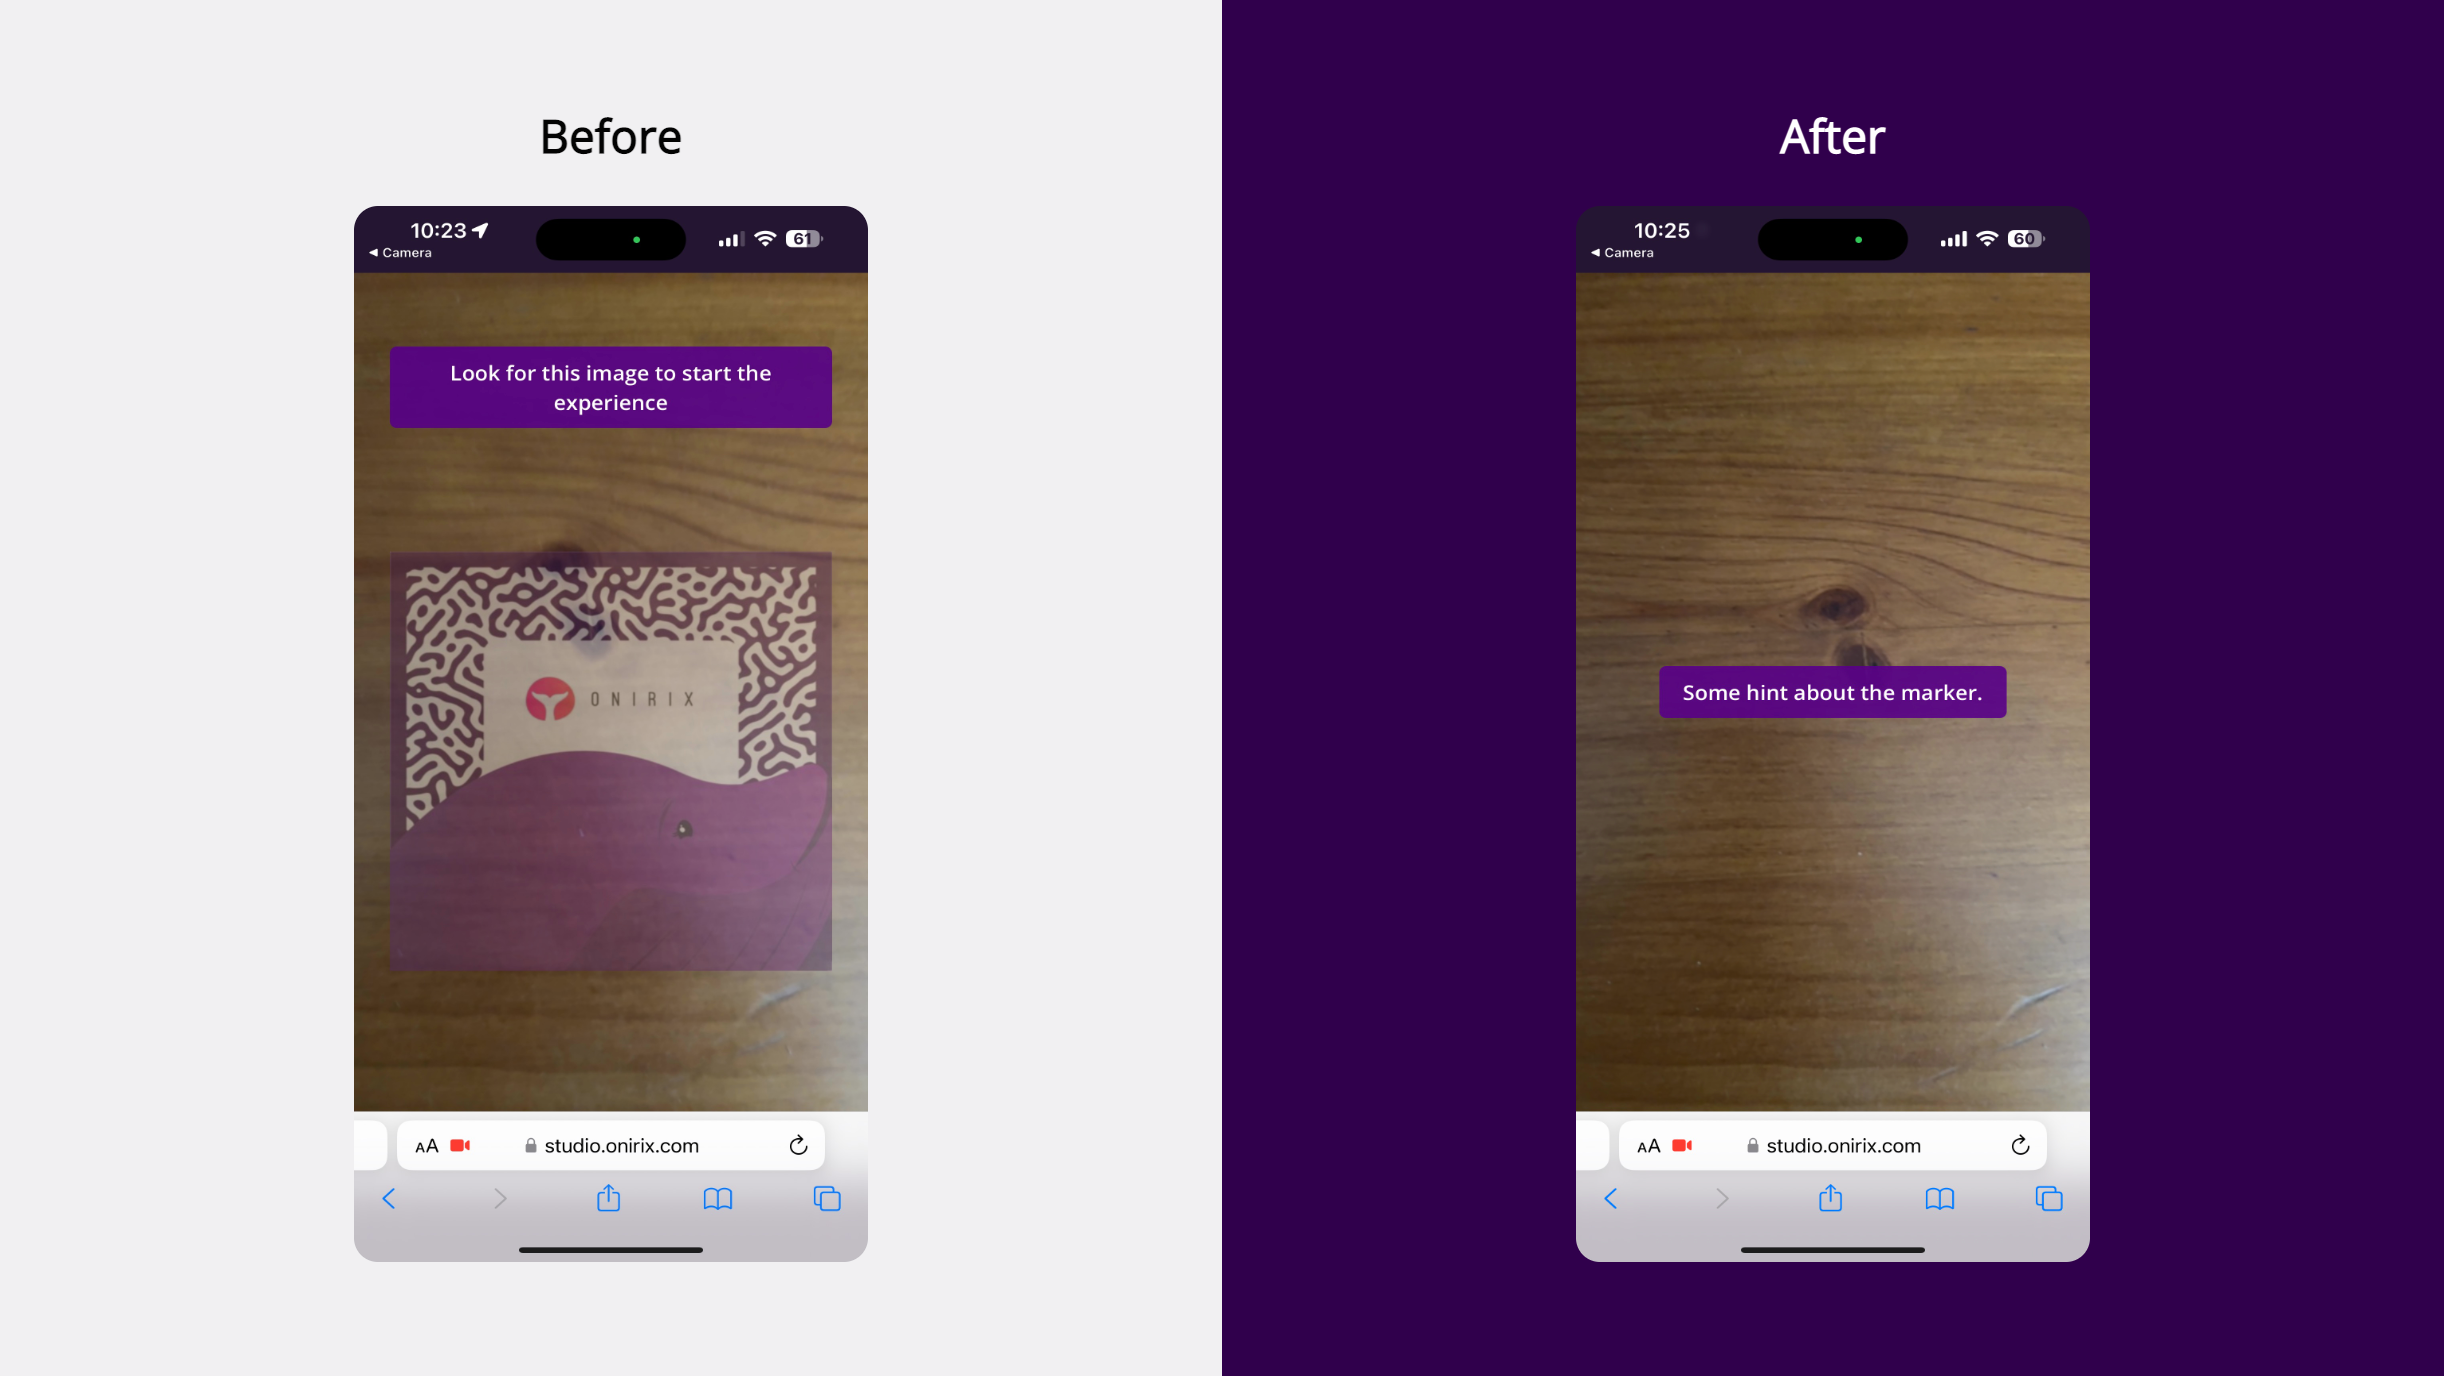 Before
10:23
Camera
61
Look for this image to start the
experience
ONIRIX
AA
studio.onirix.com
After
10:25
Camera
60
Some hint about the marker.
AA
studio.onirix.com